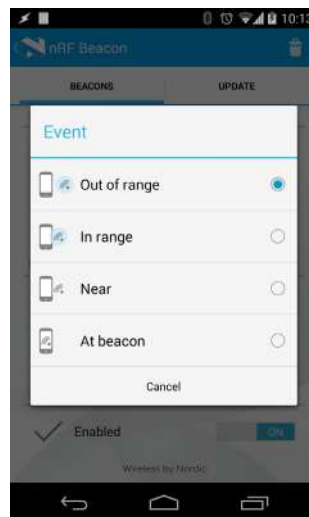 10:13
nRF Beacon
BEACONS UPDATE
Event
Out of range
In range
Near
At beacon
Cancel
Enabled ON
Wireless by Nordic